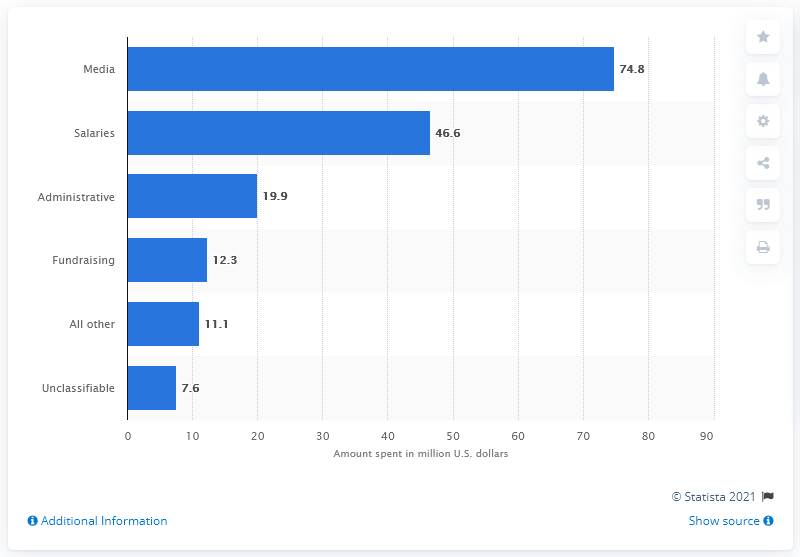 Media 74.8
Salaries 46.6
Administrative 19.9
Fundraising 12.3
All other 11.1
Unclassifiable 7.6
0 10 20 30 40 50 60 70 80 90
Amount spent in million U.S. dollars
© Statista 2021
Additional Information
Show source